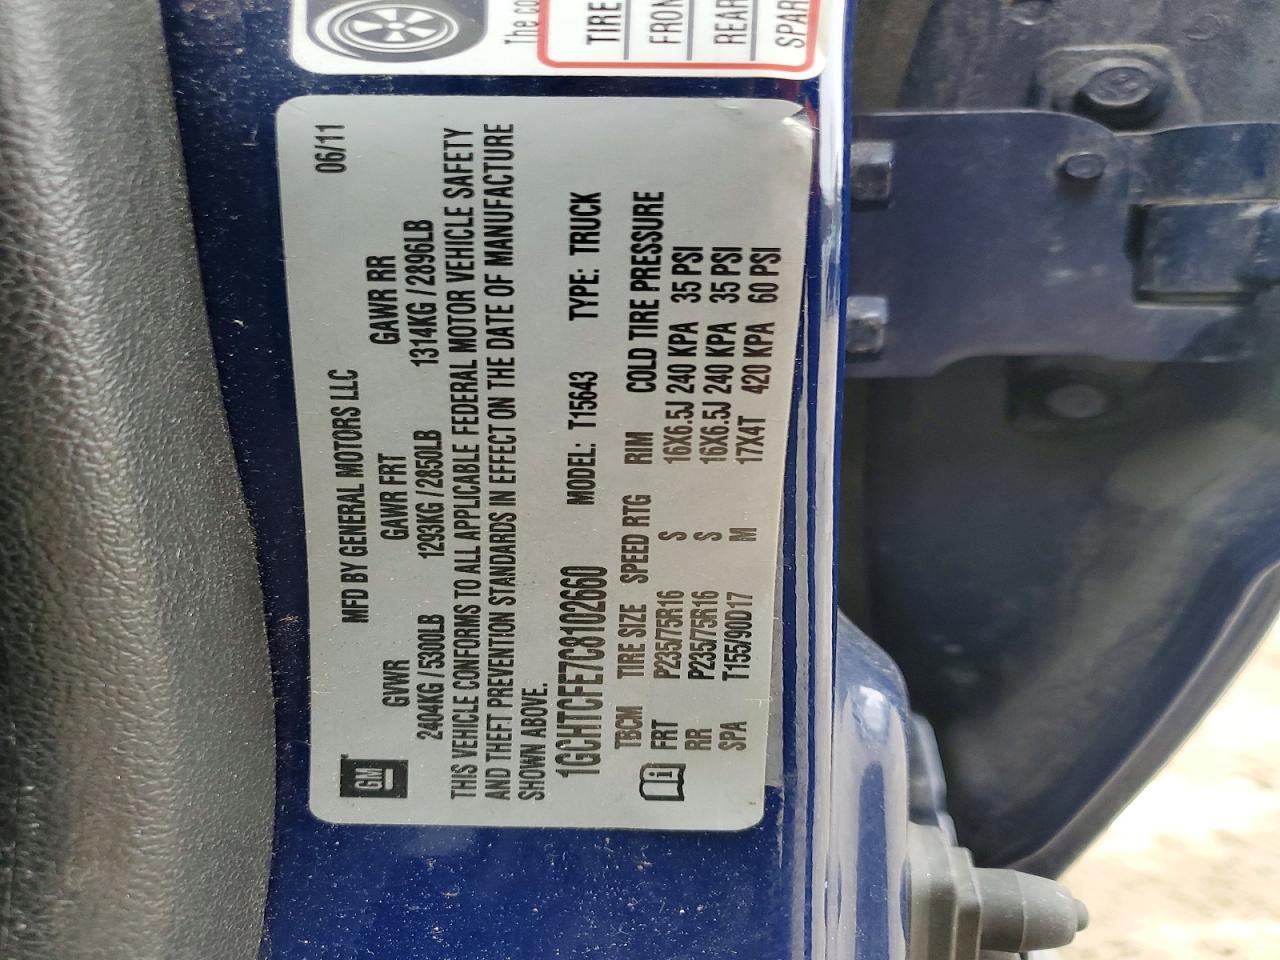 The
TIRE
FRONT
REAR
SPARE
MFD BY GENERAL MOTORS LLC 06/11
GM
GVWR GAWR FRT GAWR RR
2404KG / 5300LB 1293KG / 2850LB 1314KG / 2896LB
THIS VEHICLE CONFORMS TO ALL APPLICABLE FEDERAL MOTOR VEHICLE SAFETY
AND THEFT PREVENTION STANDARDS IN EFFECT ON THE DATE OF MANUFACTURE
SHOWN ABOVE.
1GCHTCFE7C8102660 MODEL: T15643 TYPE: TRUCK
TBCM TIRE SIZE SPEED RTG RIM COLD TIRE PRESSURE
FRT P235/75R16 S 16X6.5J 240 KPA 35 PSI
RR P235/75R16 S 16X6.5J 240 KPA 35 PSI
SPA T155/90D17 M 17X4T 420 KPA 60 PSI